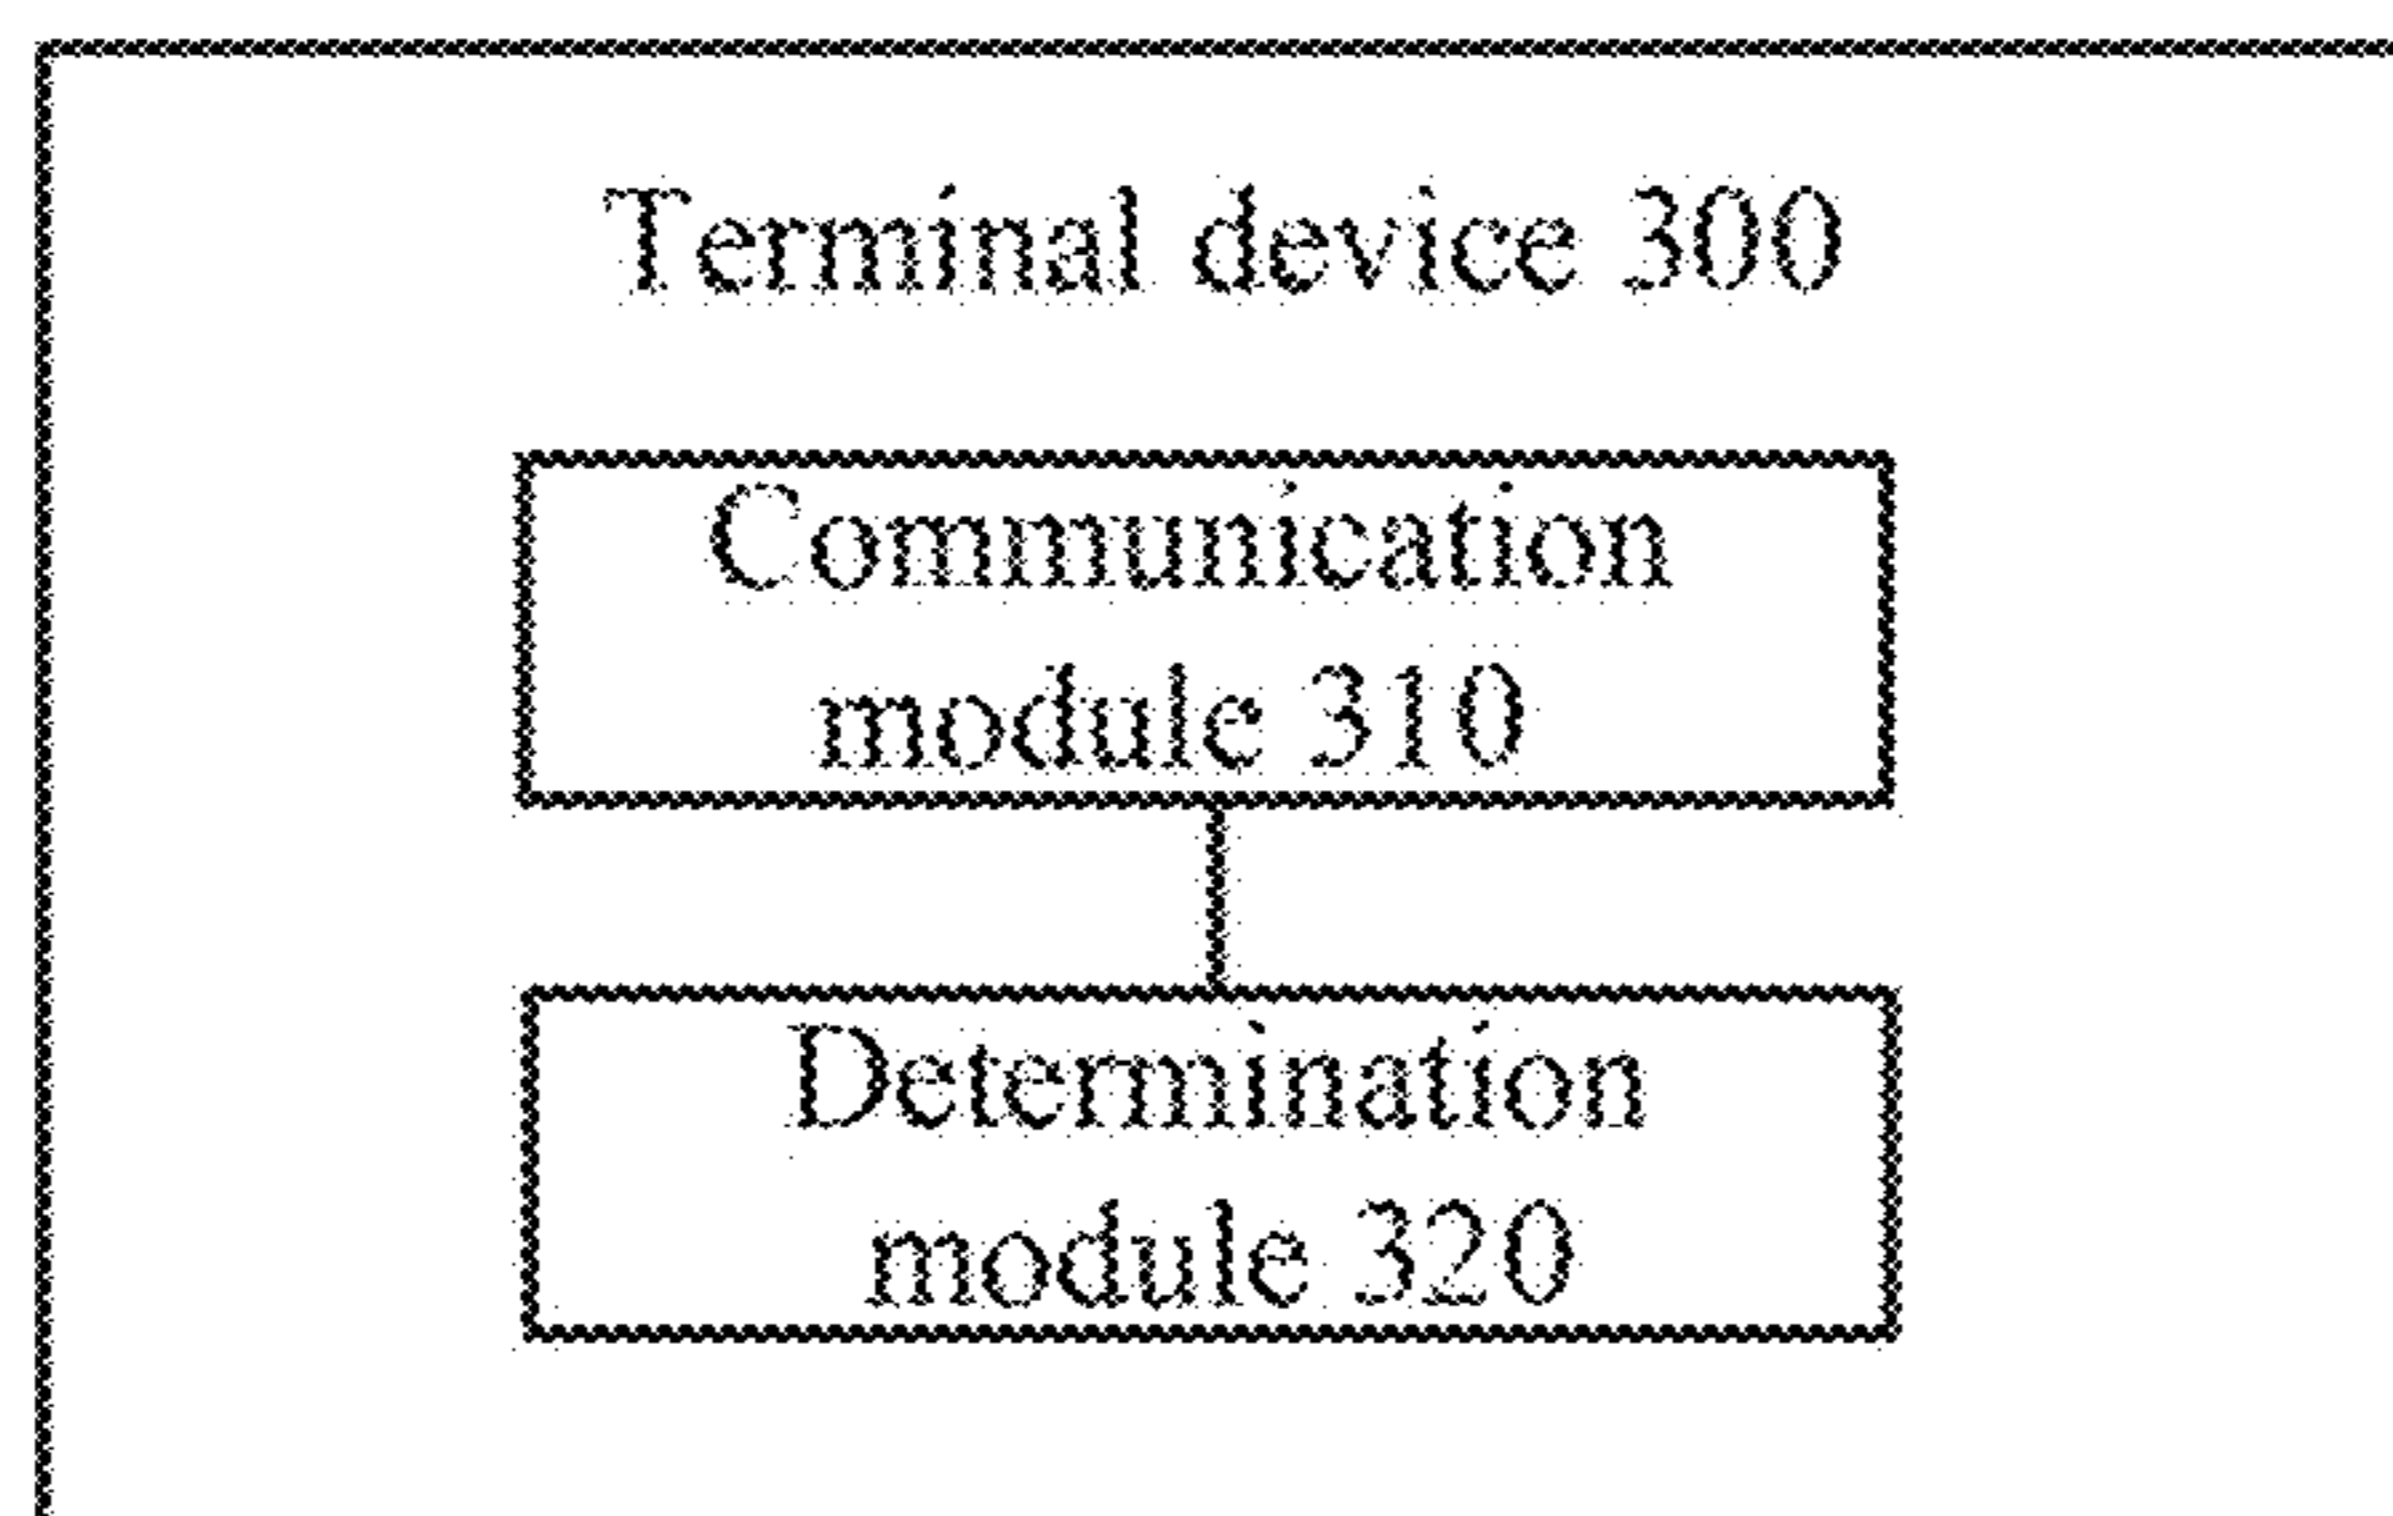 Terminal device 300
Communication
module 310
Determination
module 320